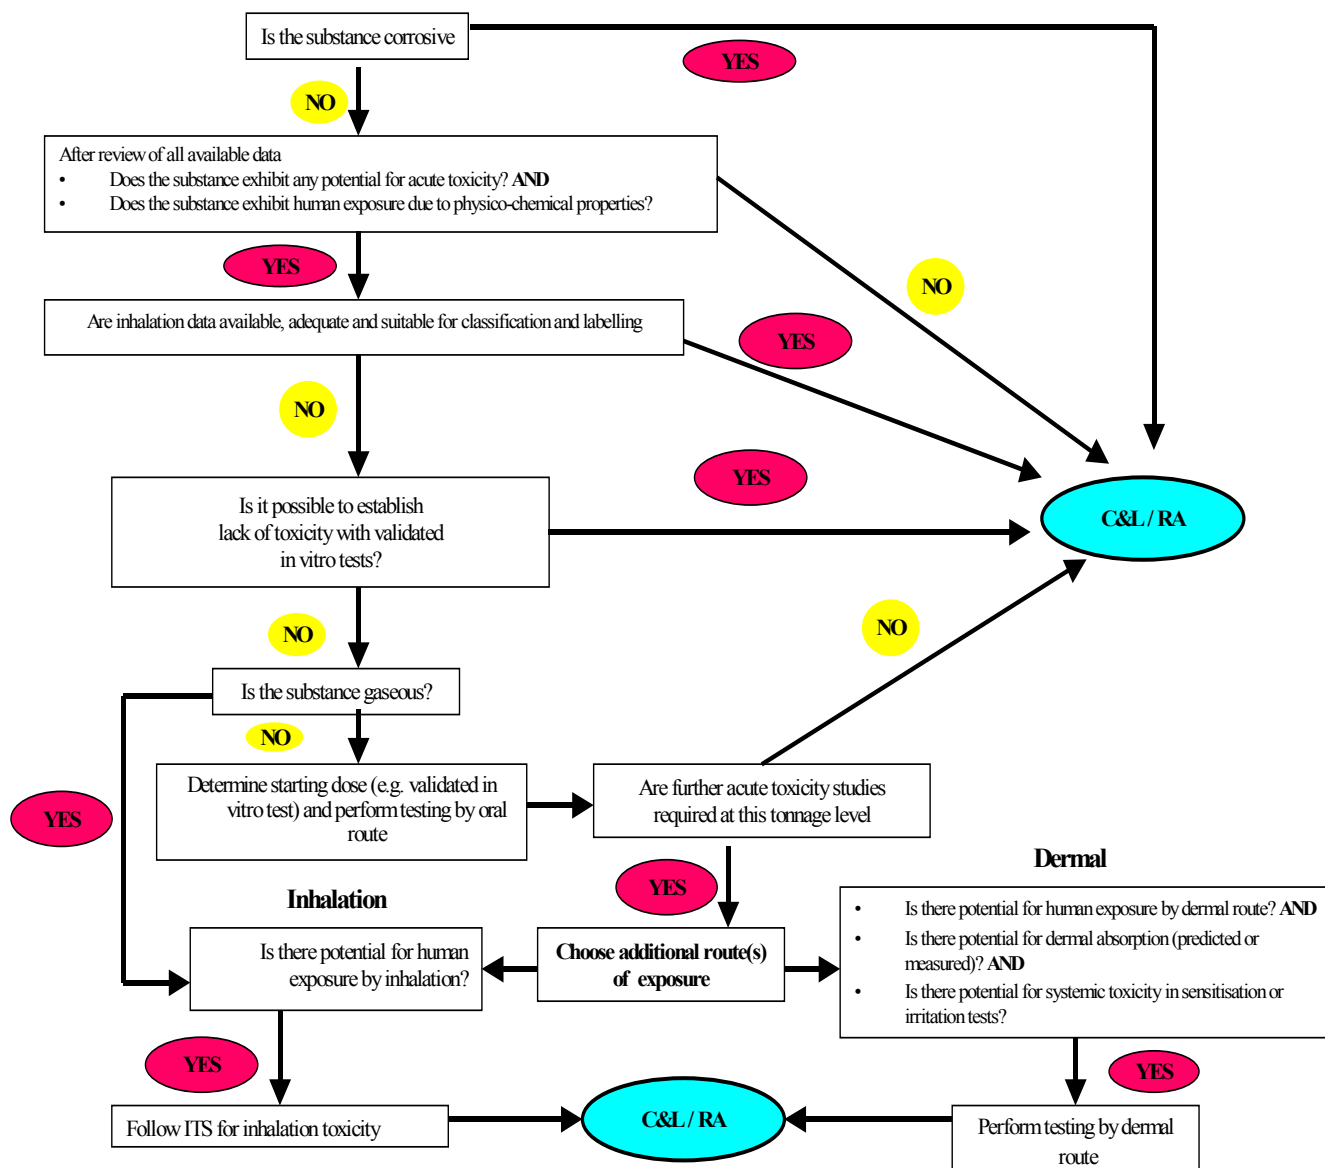 Is the substance corrosive
YES
NO
After review of all available data
• Does the substance exhibit any potential for acute toxicity? AND
• Does the substance exhibit human exposure due to physico-chemical properties?
YES
NO
Are inhalation data available, adequate and suitable for classification and labelling
YES
NO
Is it possible to establish
lack of toxicity with validated
in vitro tests?
YES
C&L / RA
NO
NO
Is the substance gaseous?
NO
Determine starting dose (e.g. validated in
vitro test) and perform testing by oral
route
Are further acute toxicity studies
required at this tonnage level
YES
YES
Inhalation
Dermal
Is there potential for human
exposure by inhalation?
Choose additional route(s)
of exposure
• Is there potential for human exposure by dermal route? AND
• Is there potential for dermal absorption (predicted or
measured)? AND
• Is there potential for systemic toxicity in sensitisation or
irritation tests?
YES
YES
Follow ITS for inhalation toxicity
C&L / RA
Perform testing by dermal
route